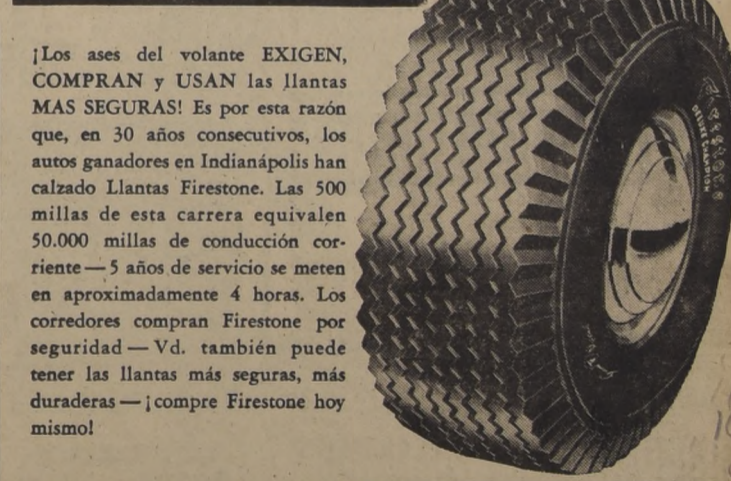 ¡Los ases del volante EXIGEN,
COMPRAN y USAN las llantas
MAS SEGURAS! Es por esta razón
que, en 30 años consecutivos, los
autos ganadores en Indianápolis han
calzado Llantas Firestone. Las 500
millas de esta carrera equivalen
50.000 millas de conducción cor-
riente — 5 años de servicio se meten
en aproximadamente 4 horas. Los
corredores compran Firestone por
seguridad — Vd. también puede
tener las llantas más seguras, más
duraderas — ¡compre Firestone hoy
mismo!
Firestone
DELUXE CHAMPION